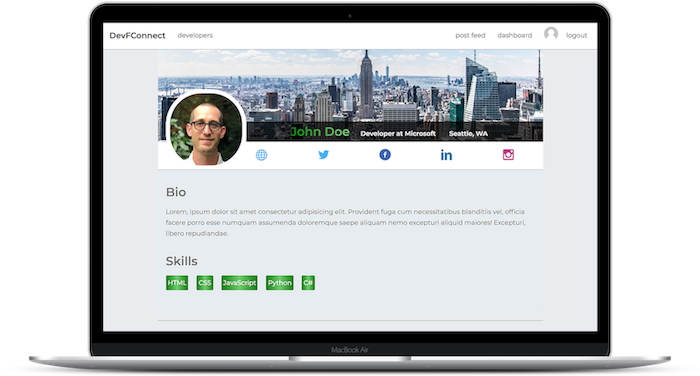 DevFConnect developers post feed dashboard logout
John Doe Developer at Microsoft Seattle, WA
Bio
Lorem, ipsum dolor sit amet consectetur adipisicing elit. Provident fuga cum necessitatibus blanditiis vel, officia
facere porro esse numquam assumenda doloremque saepe aliquam nemo excepturi aliquid maiores! Excepturi,
libero repudiandae.
Skills
HTML CSS JavaScript Python C#
MacBook Air